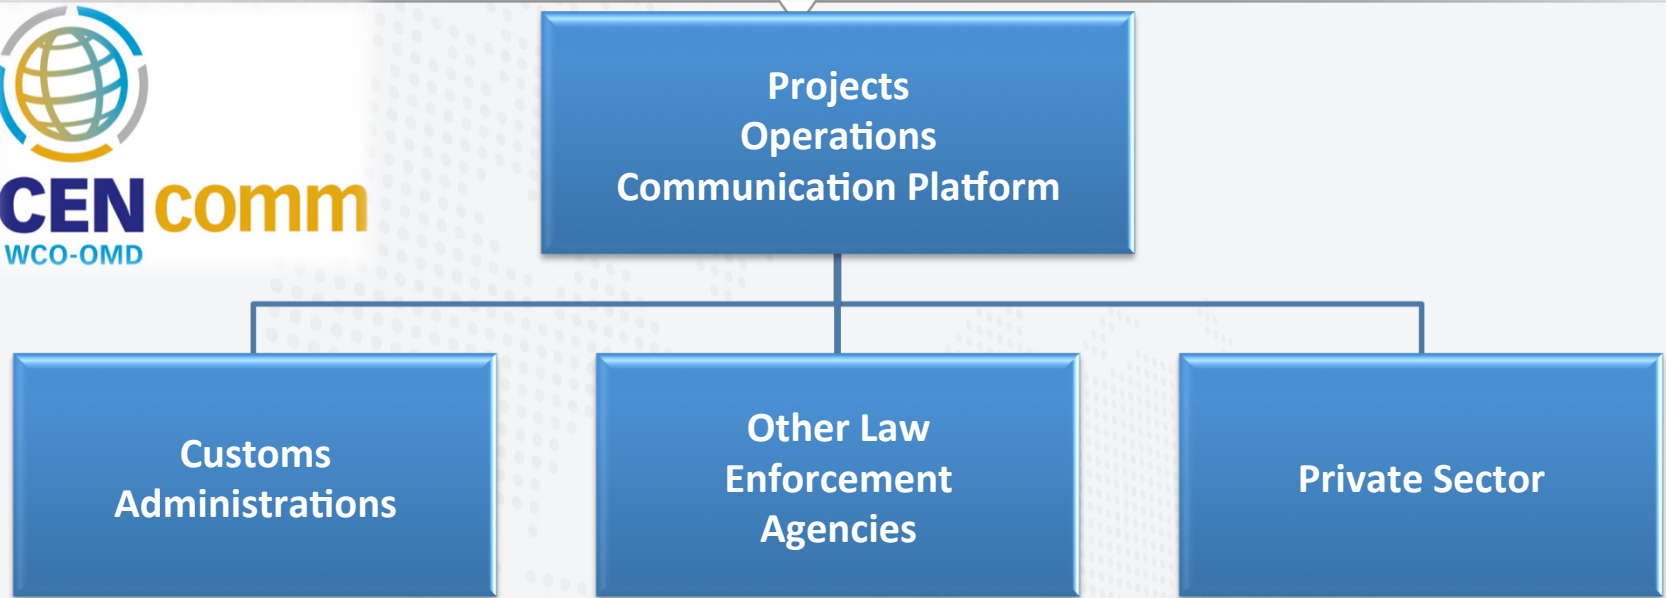 CENcomm
WCO-OMD
Projects
Operations
Communication Platform
Customs
Administrations
Other Law
Enforcement
Agencies
Private Sector